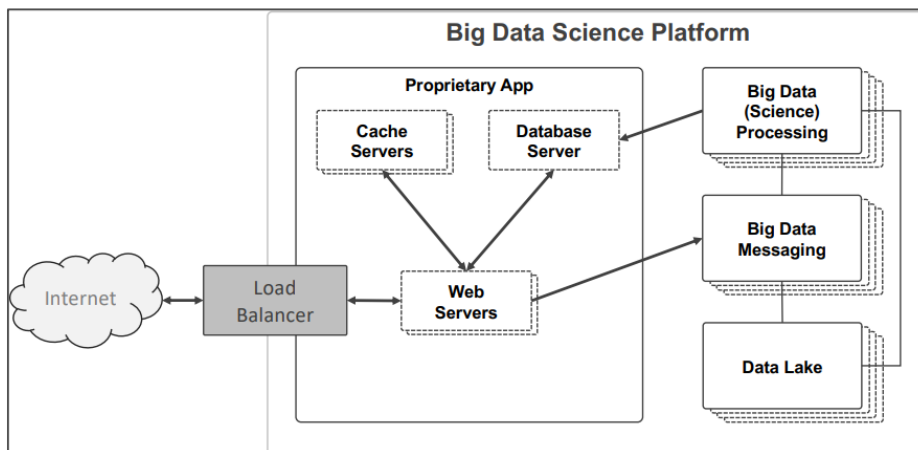 Big Data Science Platform
Proprietary App
Cache
Servers
Database
Server
Big Data
(Science)
Processing
Big Data
Messaging
Internet
Load
Balancer
Web
Servers
Data Lake